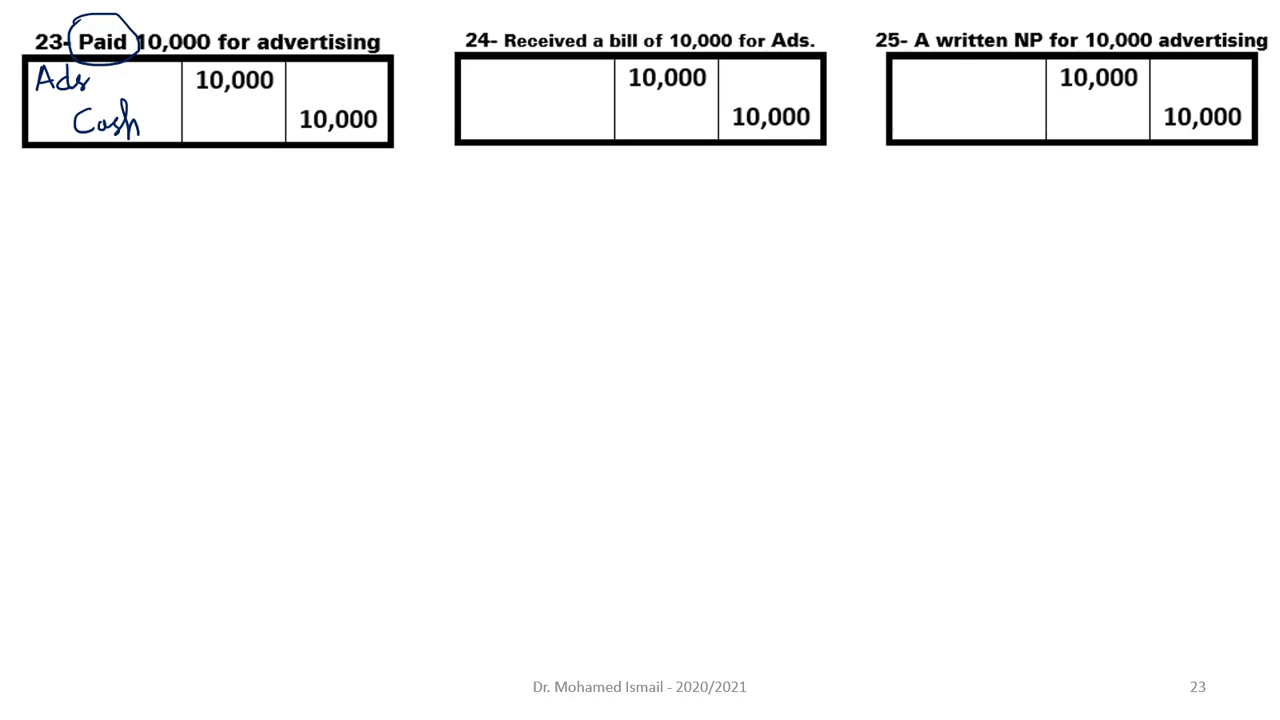 23- Paid 10,000 for advertising
Ads 10,000
Cash 10,000
24- Received a bill of 10,000 for Ads.
10,000
10,000
25- A written NP for 10,000 advertising
10,000
10,000
Dr. Mohamed Ismail - 2020/2021
23